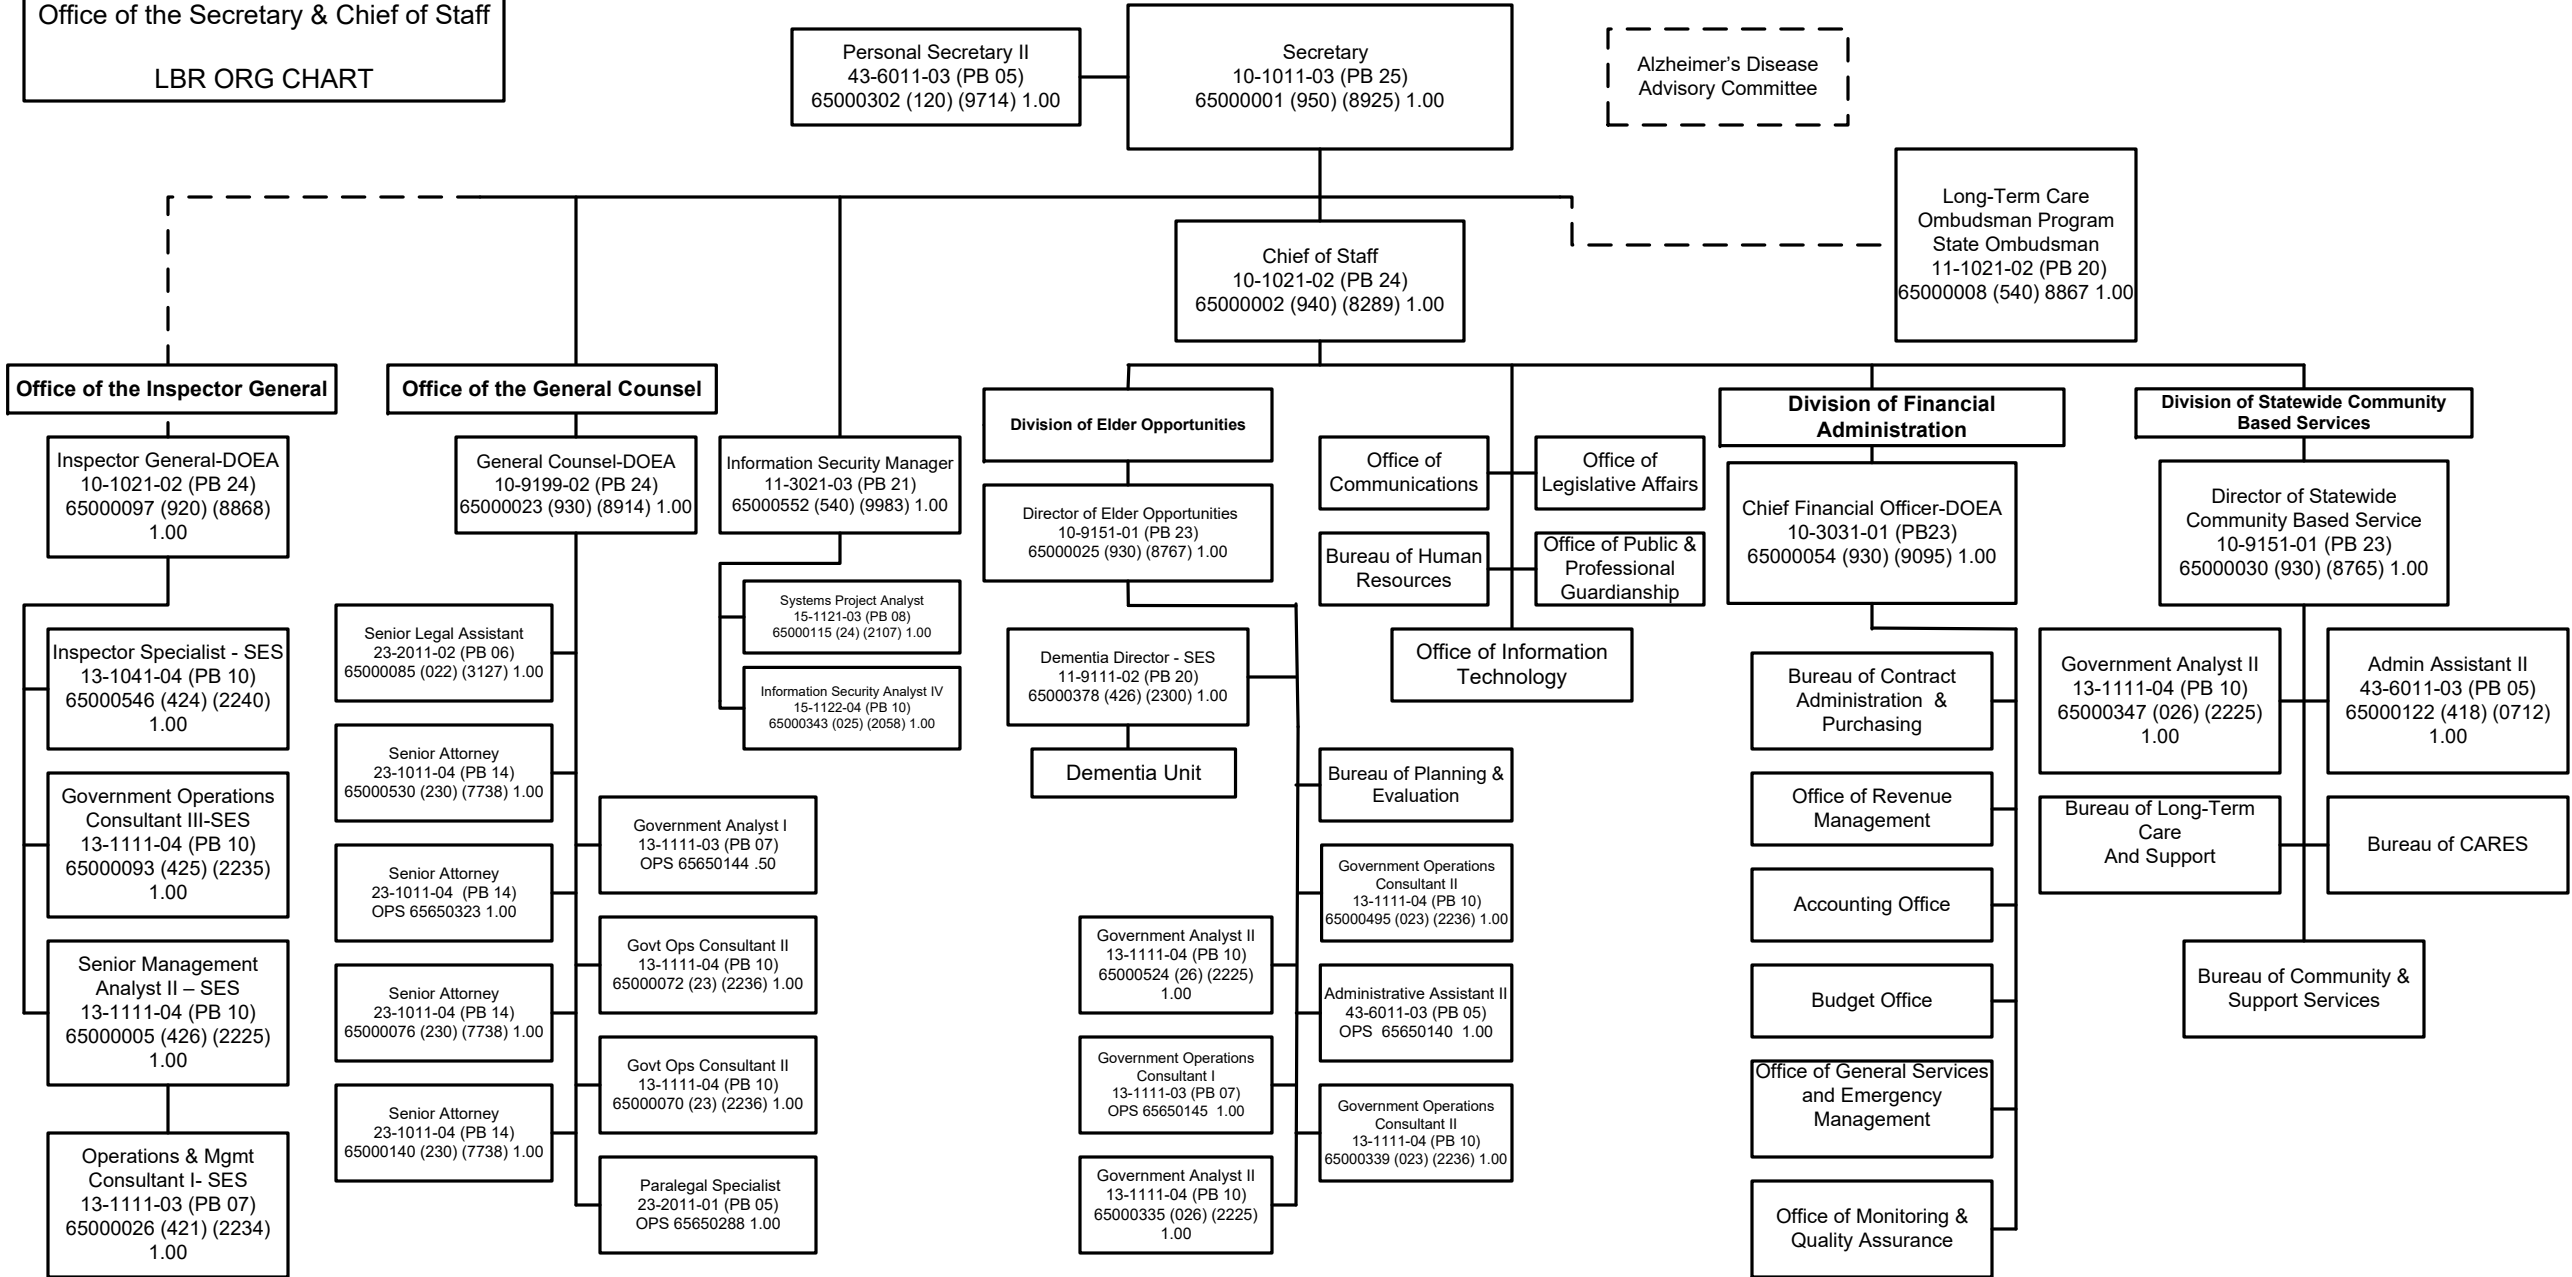 Office of the Secretary & Chief of Staff
LBR ORG CHART
Personal Secretary II
43-6011-03 (PB 05)
65000302 (120) (9714) 1.00
Secretary
10-1011-03 (PB 25)
65000001 (950) (8925) 1.00
Alzheimer’s Disease
Advisory Committee
Long-Term Care
Ombudsman Program
State Ombudsman
11-1021-02 (PB 20)
65000008 (540) 8867 1.00
Chief of Staff
10-1021-02 (PB 24)
65000002 (940) (8289) 1.00
Office of the Inspector General
Inspector General-DOEA
10-1021-02 (PB 24)
65000097 (920) (8868)
1.00
Inspector Specialist - SES
13-1041-04 (PB 10)
65000546 (424) (2240)
1.00
Government Operations
Consultant III-SES
13-1111-04 (PB 10)
65000093 (425) (2235)
1.00
Senior Management
Analyst II – SES
13-1111-04 (PB 10)
65000005 (426) (2225)
1.00
Operations & Mgmt
Consultant I- SES
13-1111-03 (PB 07)
65000026 (421) (2234)
1.00
Office of the General Counsel
General Counsel-DOEA
10-9199-02 (PB 24)
65000023 (930) (8914) 1.00
Senior Legal Assistant
23-2011-02 (PB 06)
65000085 (022) (3127) 1.00
Senior Attorney
23-1011-04 (PB 14)
65000530 (230) (7738) 1.00
Senior Attorney
23-1011-04  (PB 14)
OPS 65650323 1.00
Senior Attorney
23-1011-04 (PB 14)
65000076 (230) (7738) 1.00
Senior Attorney
23-1011-04 (PB 14)
65000140 (230) (7738) 1.00
Government Analyst I
13-1111-03 (PB 07)
OPS 65650144 .50
Govt Ops Consultant II
13-1111-04 (PB 10)
65000072 (23) (2236) 1.00
Govt Ops Consultant II
13-1111-04 (PB 10)
65000070 (23) (2236) 1.00
Paralegal Specialist
23-2011-01 (PB 05)
OPS 65650288 1.00
Information Security Manager
11-3021-03 (PB 21)
65000552 (540) (9983) 1.00
Systems Project Analyst
15-1121-03 (PB 08)
65000115 (24) (2107) 1.00
Information Security Analyst IV
15-1122-04 (PB 10)
65000343 (025) (2058) 1.00
Division of Elder Opportunities
Director of Elder Opportunities
10-9151-01 (PB 23)
65000025 (930) (8767) 1.00
Dementia Director - SES
11-9111-02 (PB 20)
65000378 (426) (2300) 1.00
Dementia Unit
Bureau of Planning &
Evaluation
Government Operations
Consultant II
13-1111-04 (PB 10)
65000495 (023) (2236) 1.00
Government Analyst II
13-1111-04 (PB 10)
65000524 (26) (2225)
1.00
Administrative Assistant II
43-6011-03 (PB 05)
OPS  65650140  1.00
Government Operations
Consultant I
13-1111-03 (PB 07)
OPS 65650145  1.00
Government Operations
Consultant II
13-1111-04 (PB 10)
65000339 (023) (2236) 1.00
Government Analyst II
13-1111-04 (PB 10)
65000335 (026) (2225)
1.00
Office of
Communications
Office of
Legislative Affairs
Bureau of Human
Resources
Office of Public &
Professional
Guardianship
Office of Information
Technology
Division of Financial
Administration
Chief Financial Officer-DOEA
10-3031-01 (PB23)
65000054 (930) (9095) 1.00
Bureau of Contract
Administration  &
Purchasing
Office of Revenue
Management
Accounting Office
Budget Office
Office of General Services
and Emergency
Management
Office of Monitoring &
Quality Assurance
Division of Statewide Community
Based Services
Director of Statewide
Community Based Service
10-9151-01 (PB 23)
65000030 (930) (8765) 1.00
Government Analyst II
13-1111-04 (PB 10)
65000347 (026) (2225)
1.00
Admin Assistant II
43-6011-03 (PB 05)
65000122 (418) (0712)
1.00
Bureau of Long-Term
Care
And Support
Bureau of CARES
Bureau of Community &
Support Services